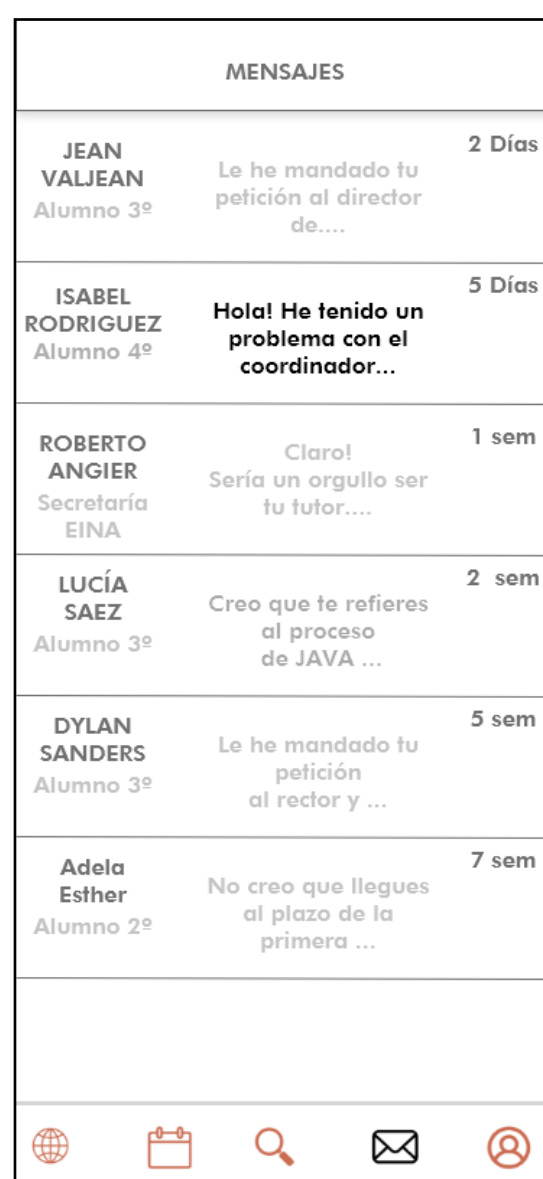 MENSAJES
2 Días
JEAN
VALJEAN
Alumno 3º
Le he mandado tu
petición al director
de....
5 Días
ISABEL
RODRIGUEZ
Alumno 4º
Hola! He tenido un
problema con el
coordinador...
1 sem
ROBERTO
ANGIER
Secretaría
EINA
Claro!
Sería un orgullo ser
tu tutor....
2 sem
LUCÍA
SAEZ
Alumno 3º
Creo que te refieres
al proceso
de JAVA ...
5 sem
DYLAN
SANDERS
Alumno 3º
Le he mandado tu
petición
al rector y ...
7 sem
Adela
Esther
Alumno 2º
No creo que llegues
al plazo de la
primera ...